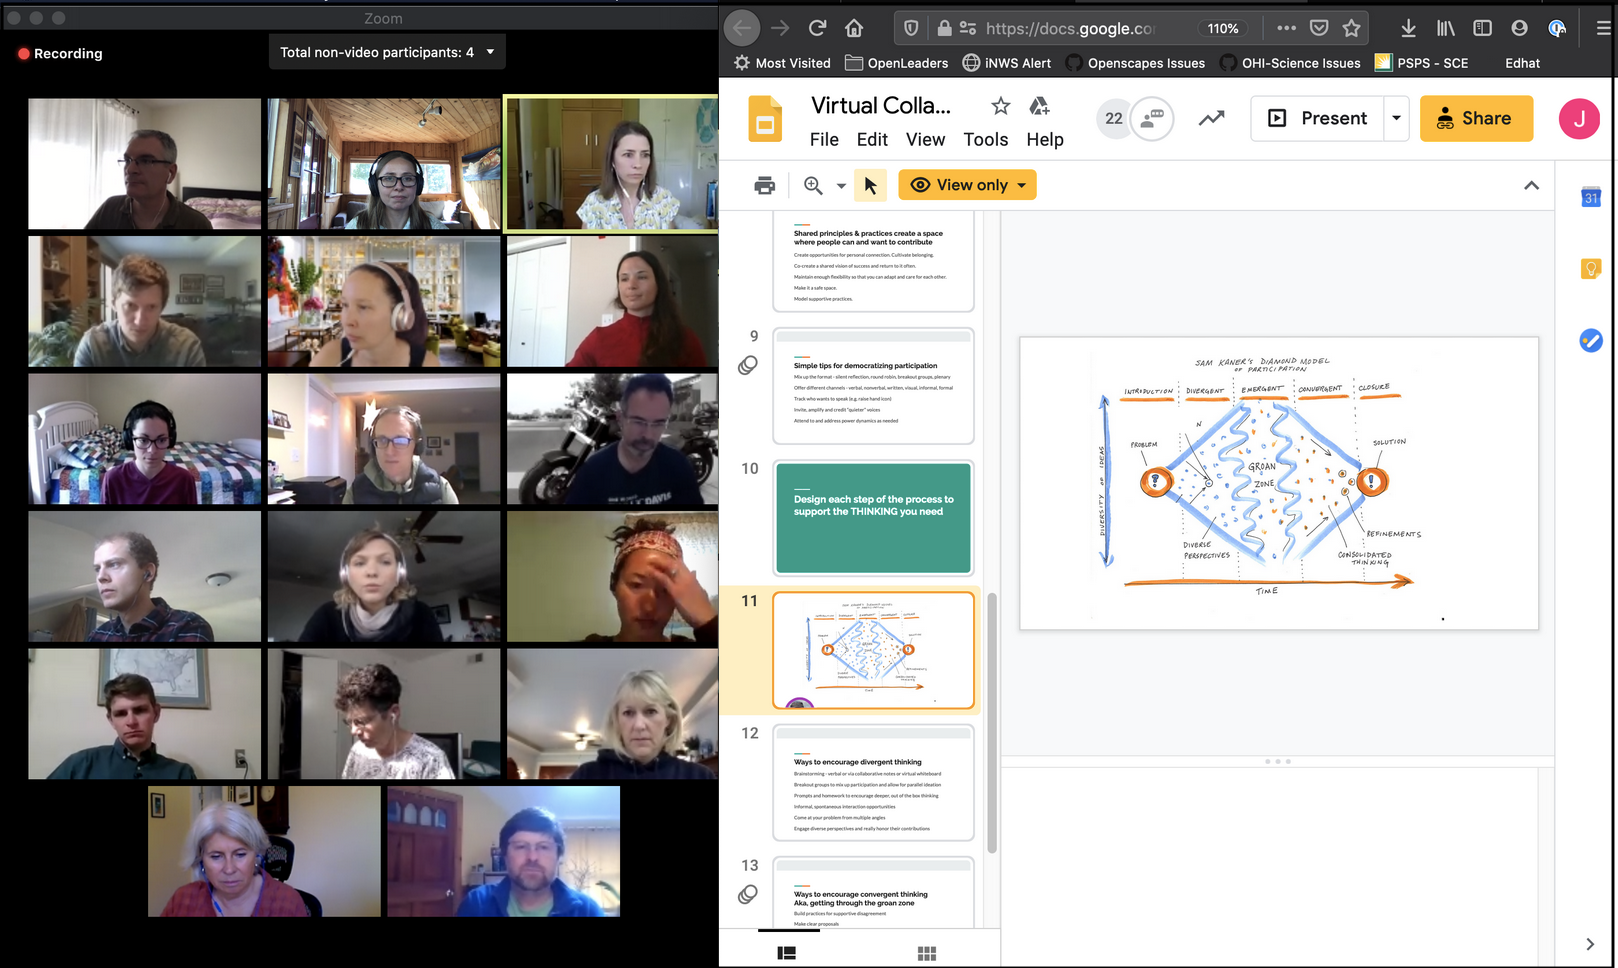 Zoom
Recording
Total non-video participants: 4
https://docs.google.co
110%
Most Visited
OpenLeaders
iNWS Alert
Openscapes Issues
OHI-Science Issues
PSPS - SCE
Edhat
Virtual Colla...
File Edit View Tools Help
22
Present
Share
J
View only
31
Shared principles & practices create a space
where people can and want to contribute
Create opportunities for personal connection. Cultivate belonging.
Co-create a shared vision of success and return to it often.
Maintain enough flexibility so that you can adapt and care for each other.
Make it a safe space.
Model supportive practices.
9
Simple tips for democratizing participation
Mix up the format - silent reflection, round robin, breakout groups, plenary
Offer different channels - verbal, nonverbal, written, visual, informal, formal
Track who wants to speak (e.g. raise hand icon)
Invite, amplify and credit "quieter" voices
Attend to and address power dynamics as needed
10
Design each step of the process to
support the THINKING you need
11
12
Ways to encourage divergent thinking
Brainstorming - verbal or via collaborative notes or virtual whiteboard
Breakout groups to mix up participation and allow for parallel ideation
Prompts and homework to encourage deeper, out of the box thinking
Informal, spontaneous interaction opportunities
Come at your problem from multiple angles
Engage diverse perspectives and really honor their contributions
13
Ways to encourage convergent thinking
Aka, getting through the groan zone
Build practices for supportive disagreement
Make clear proposals
SAM KANER'S DIAMOND MODEL
OF PARTICIPATION
INTRODUCTION DIVERGENT EMERGENT CONVERGENT CLOSURE
DIVERSITY OF IDEAS
PROBLEM
?
N
GROAN
ZONE
SOLUTION
!
REFINEMENTS
DIVERSE
PERSPECTIVES
CONSOLIDATED
THINKING
TIME